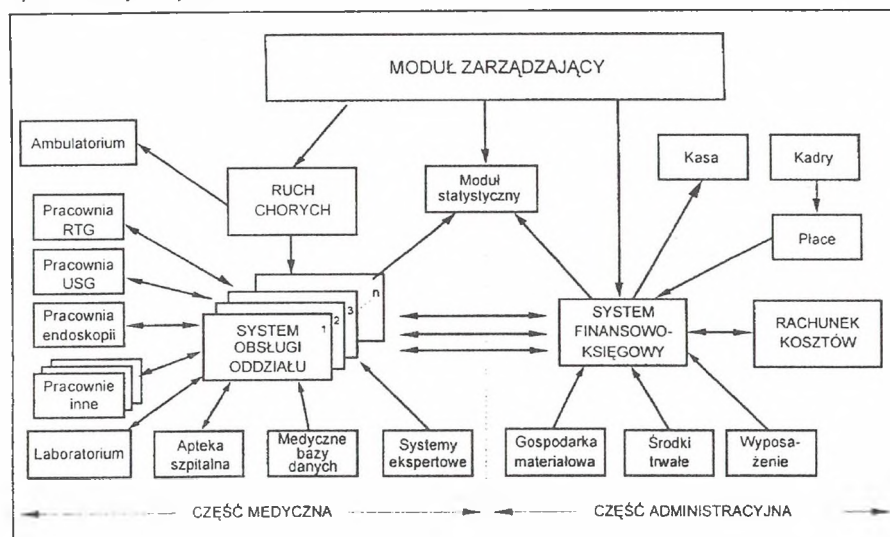 MODUŁ ZARZĄDZAJĄCY
Ambulatorium
RUCH
CHORYCH
Moduł
statystyczny
Kasa
Kadry
Płace
Pracownia
RTG
Pracownia
USG
Pracownia
endoskopii
Pracownie
inne
Laboratorium
n
3
2
1
SYSTEM
OBSŁUGI
ODDZIAŁU
SYSTEM
FINANSOWO-
KSIĘGOWY
RACHUNEK
KOSZTÓW
Apteka
szpitalna
Medyczne
bazy
danych
Systemy
ekspertowe
Gospodarka
materiałowa
Środki
trwałe
Wyposa-
żenie
CZĘŚĆ MEDYCZNA
CZĘŚĆ ADMINISTRACYJNA